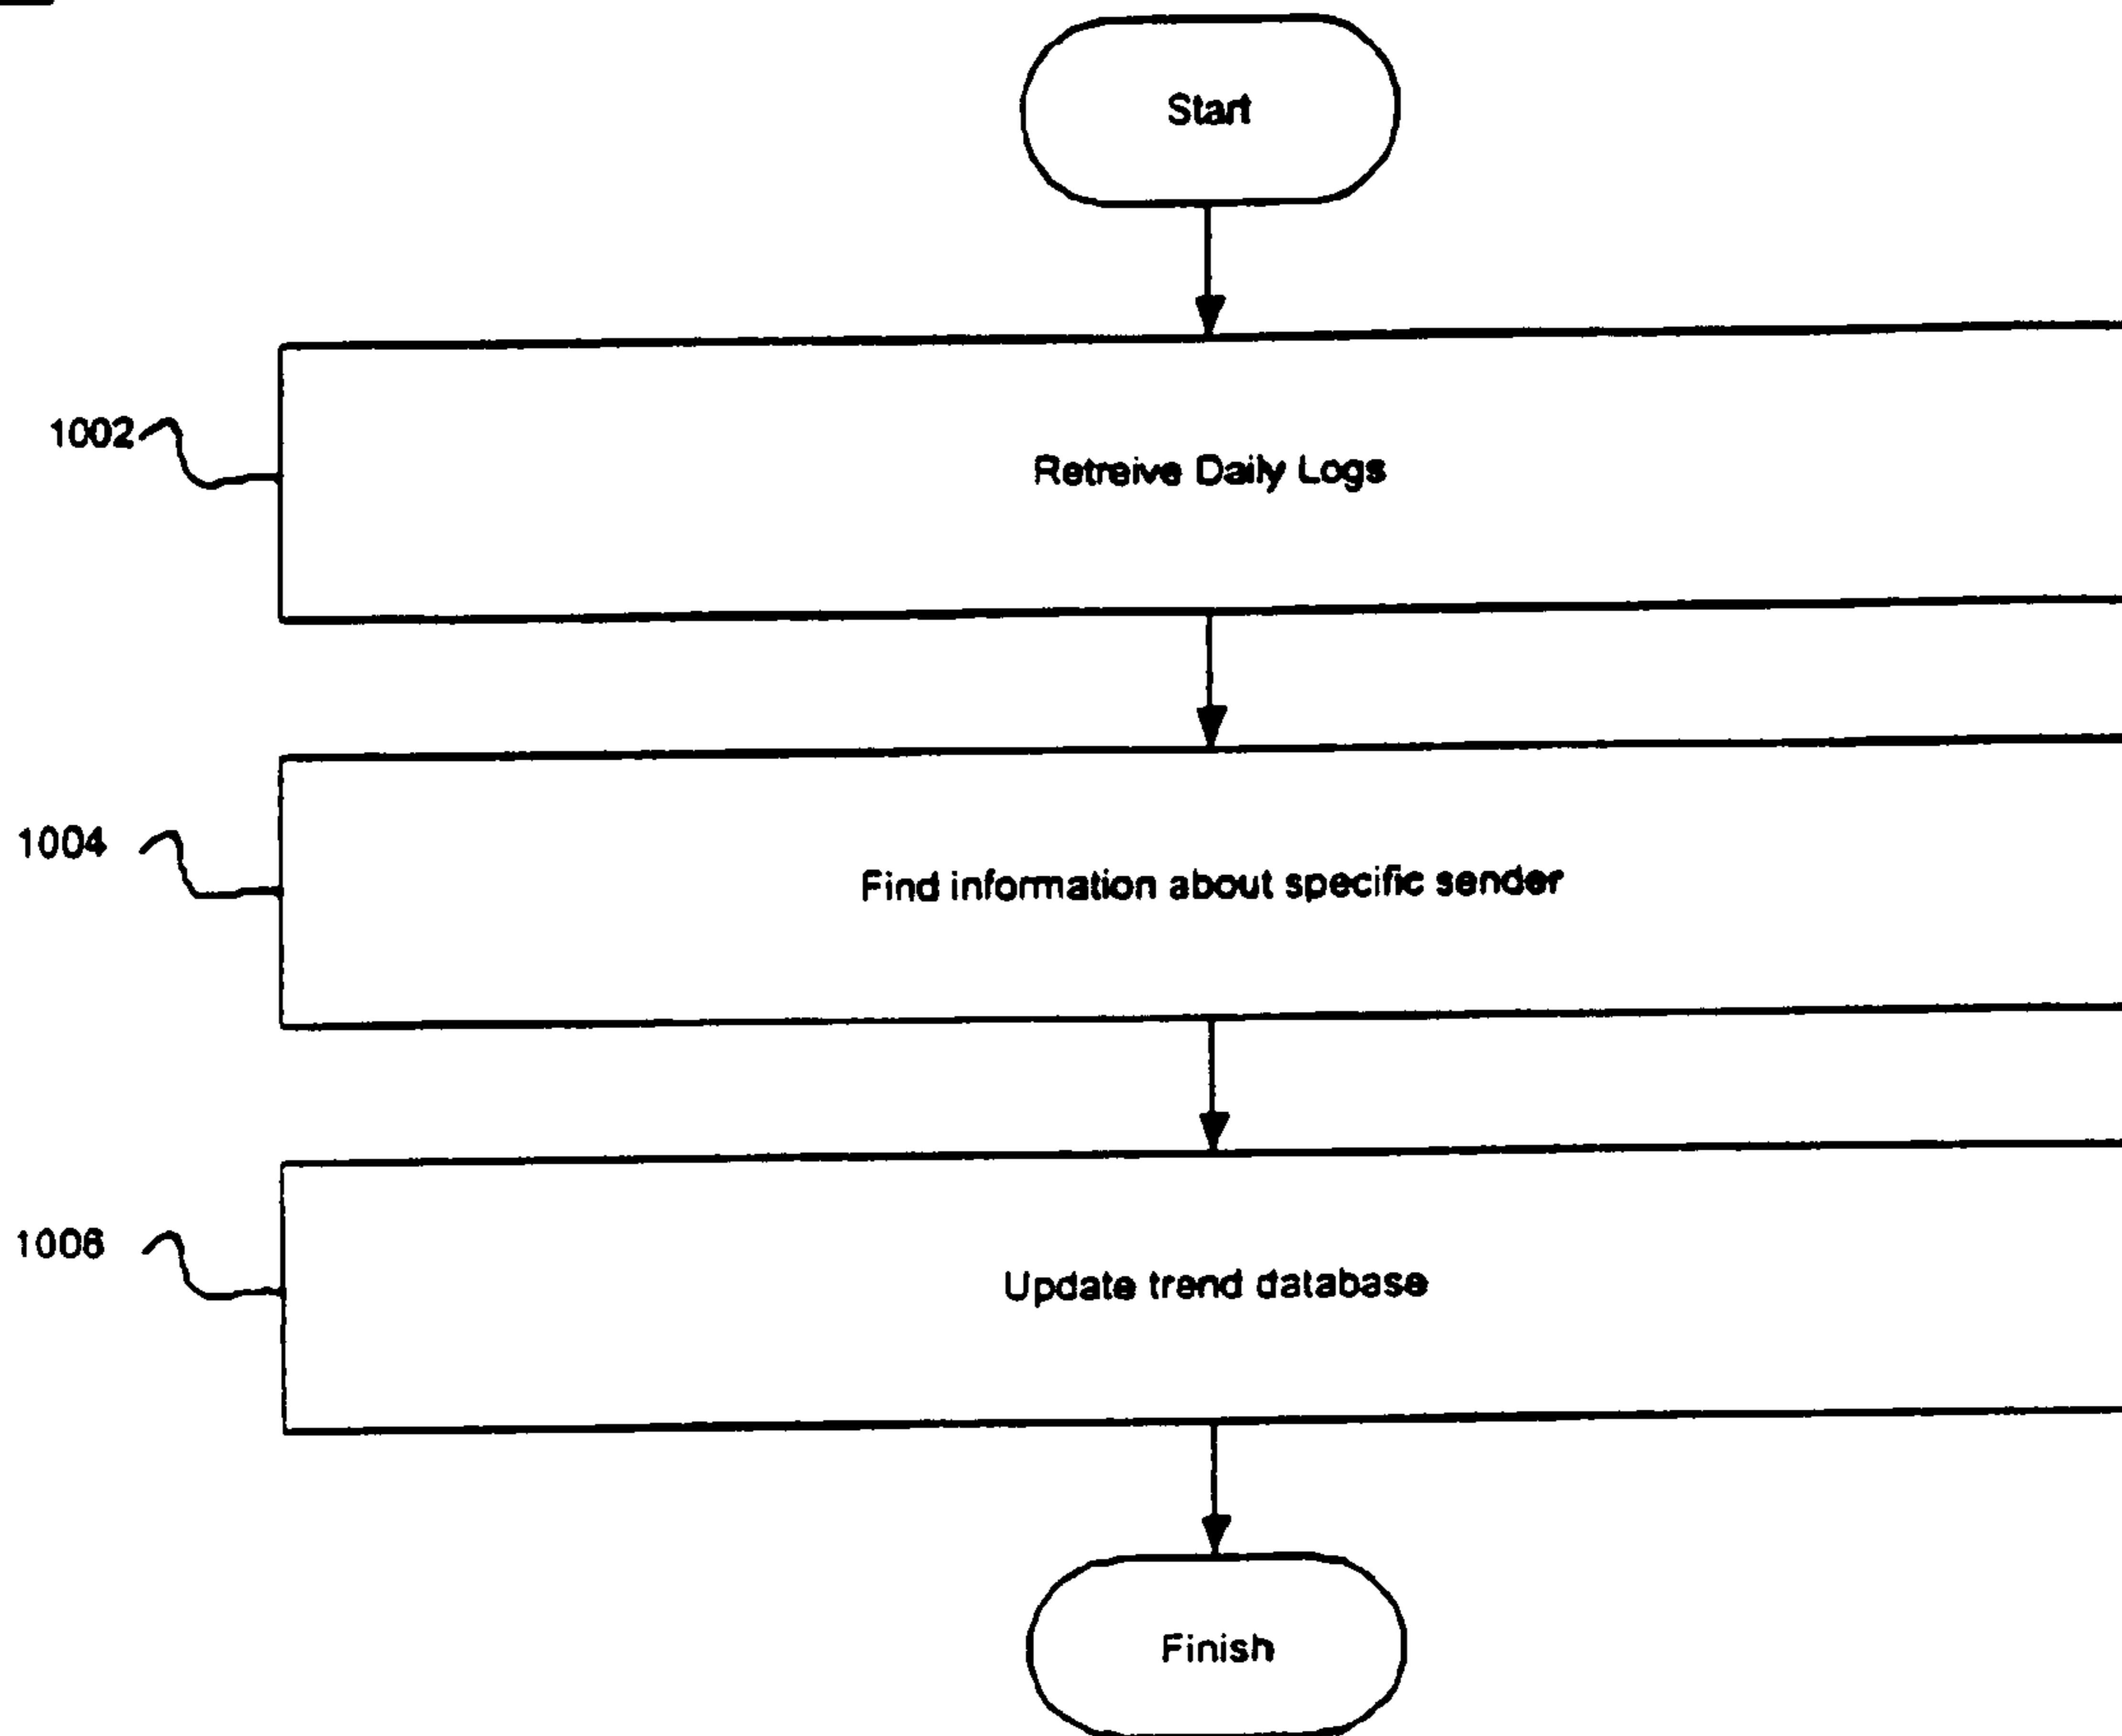 Start
1002
Retreive Daily Logs
1004
Find information about specific sender
1006
Update trend database
Finish